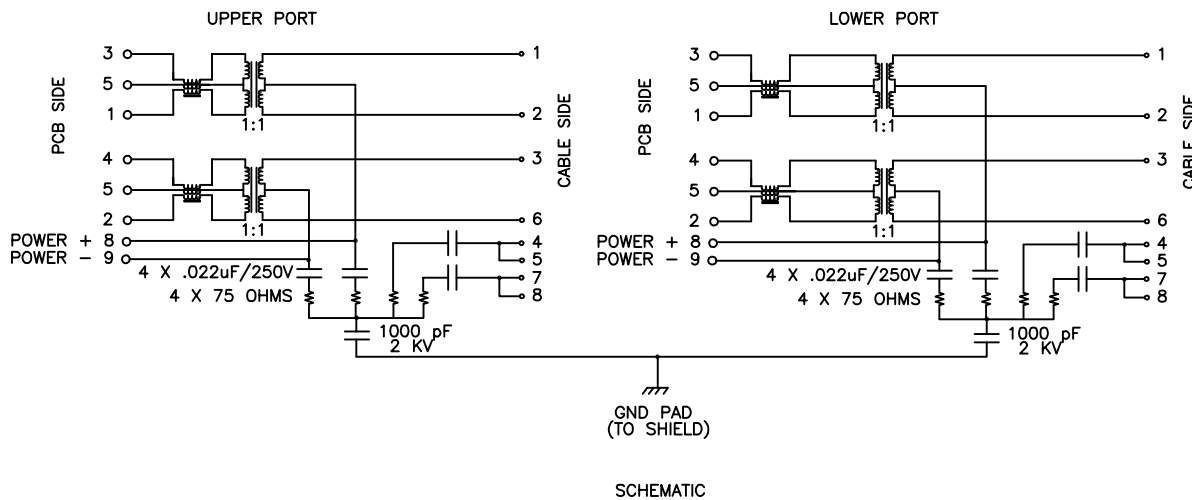 UPPER PORT
LOWER PORT
PCB SIDE
3
5
1
1:1
4
5
2
1:1
POWER + 8
POWER - 9
4 X .022uF/250V
4 X 75 OHMS
1000 pF
2 KV
1
2
3
6
4
5
7
8
CABLE SIDE
PCB SIDE
3
5
1
1:1
4
5
2
1:1
POWER + 8
POWER - 9
4 X .022uF/250V
4 X 75 OHMS
1000 pF
2 KV
1
2
3
6
4
5
7
8
CABLE SIDE
GND PAD
(TO SHIELD)
SCHEMATIC